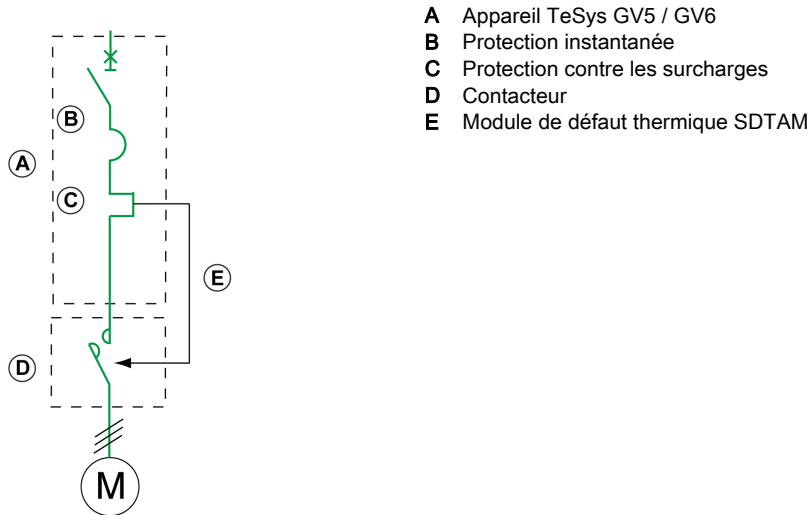 A Appareil TeSys GV5 / GV6
B Protection instantanée
C Protection contre les surcharges
D Contacteur
E Module de défaut thermique SDTAM
B
A
C
E
D
M